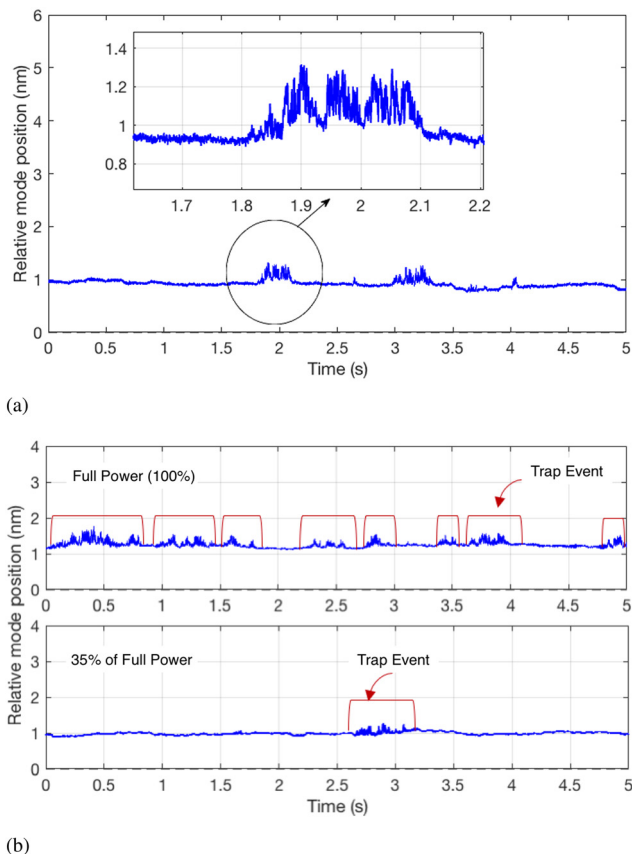 6
5
4
3
2
1
0
Relative mode position (nm)
1.4
1.2
1
0.8
1.7 1.8 1.9 2 2.1 2.2
0 0.5 1 1.5 2 2.5 3 3.5 4 4.5 5
Time (s)
(a)
Relative mode position (nm)
4
3
2
1
0
Full Power (100%)
Trap Event
0 0.5 1 1.5 2 2.5 3 3.5 4 4.5 5
4
3
2
1
0
35% of Full Power
Trap Event
0 0.5 1 1.5 2 2.5 3 3.5 4 4.5 5
Time (s)
(b)